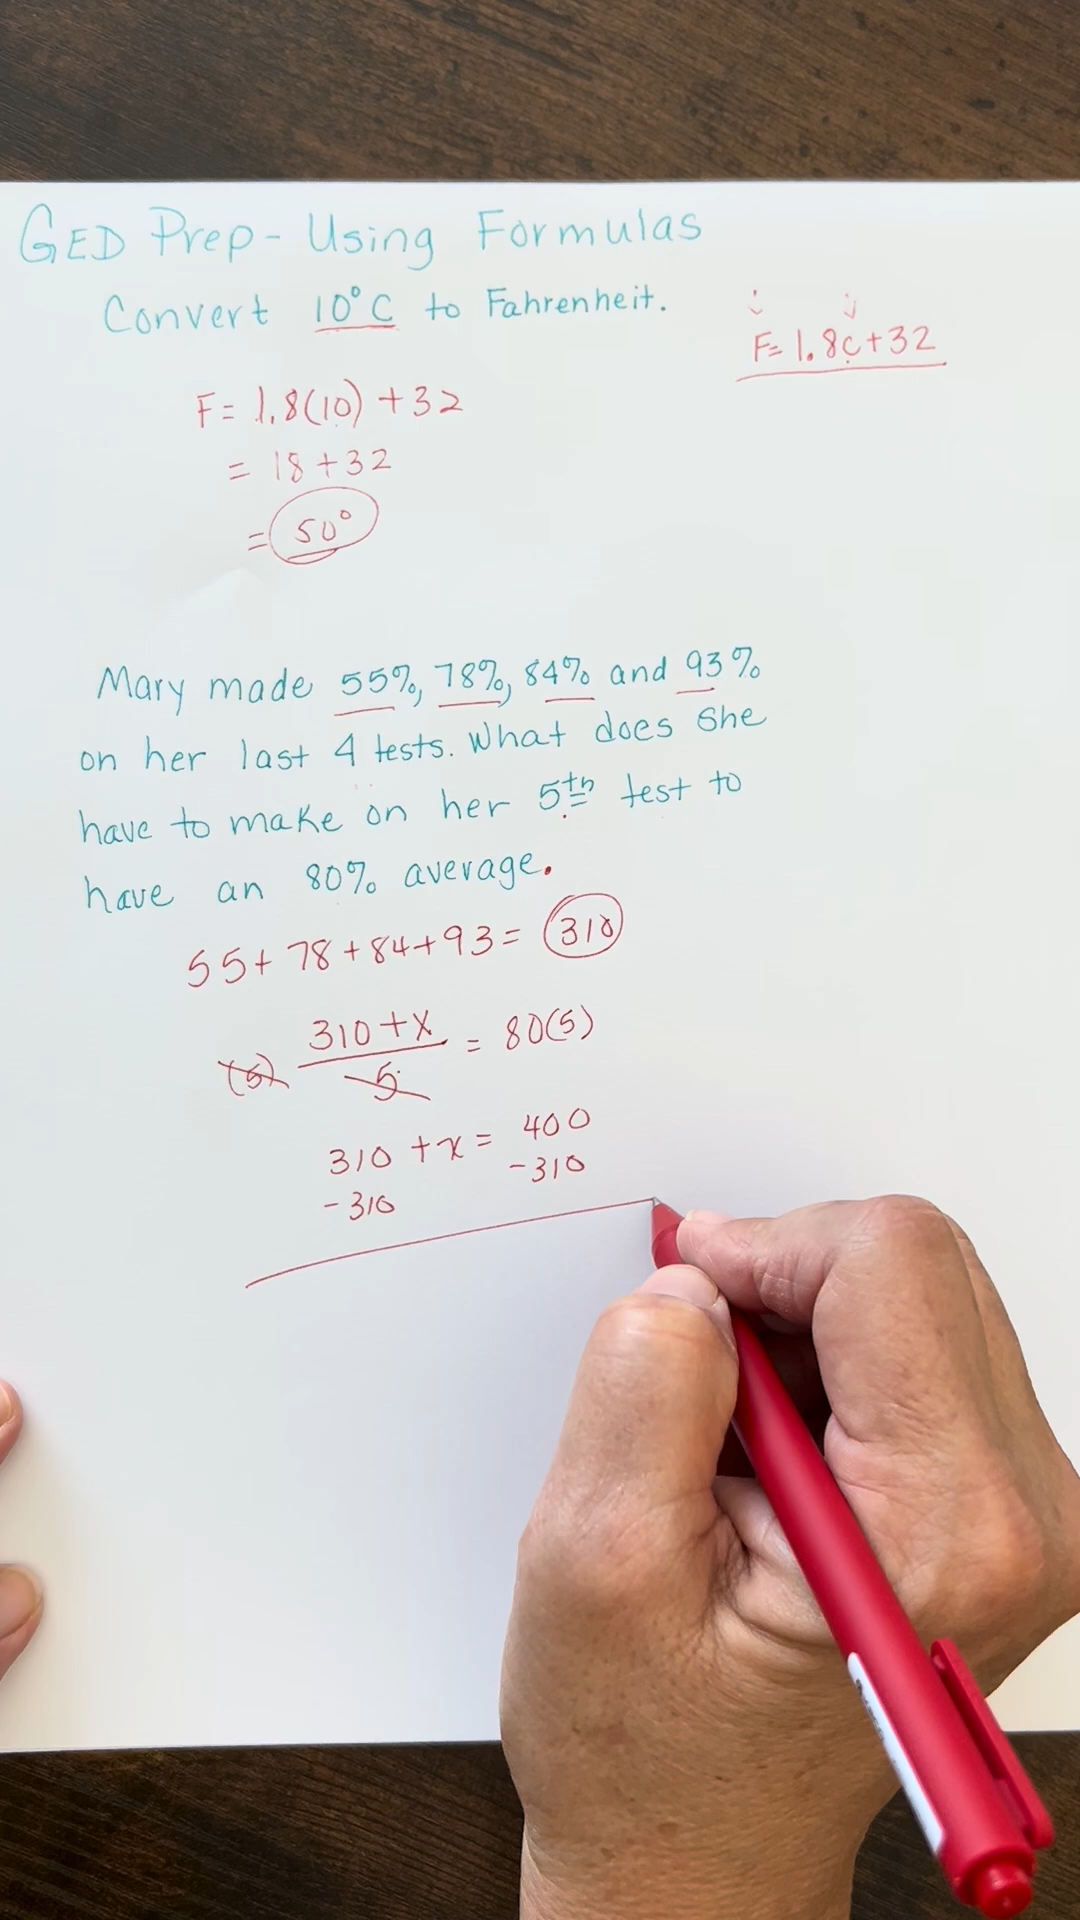 GED Prep - Using Formulas
Convert 10°C to Fahrenheit.
F= 1.8C+32
F= 1.8(10) +32
= 18+32
= 50°
Mary made 55%, 78%, 84% and 93%
on her last 4 tests. What does she
have to make on her 5th test to
have an 80% average.
55+78+84+93= 310
(5) 310+x/5 = 80(5)
310 +x= 400
-310 -310